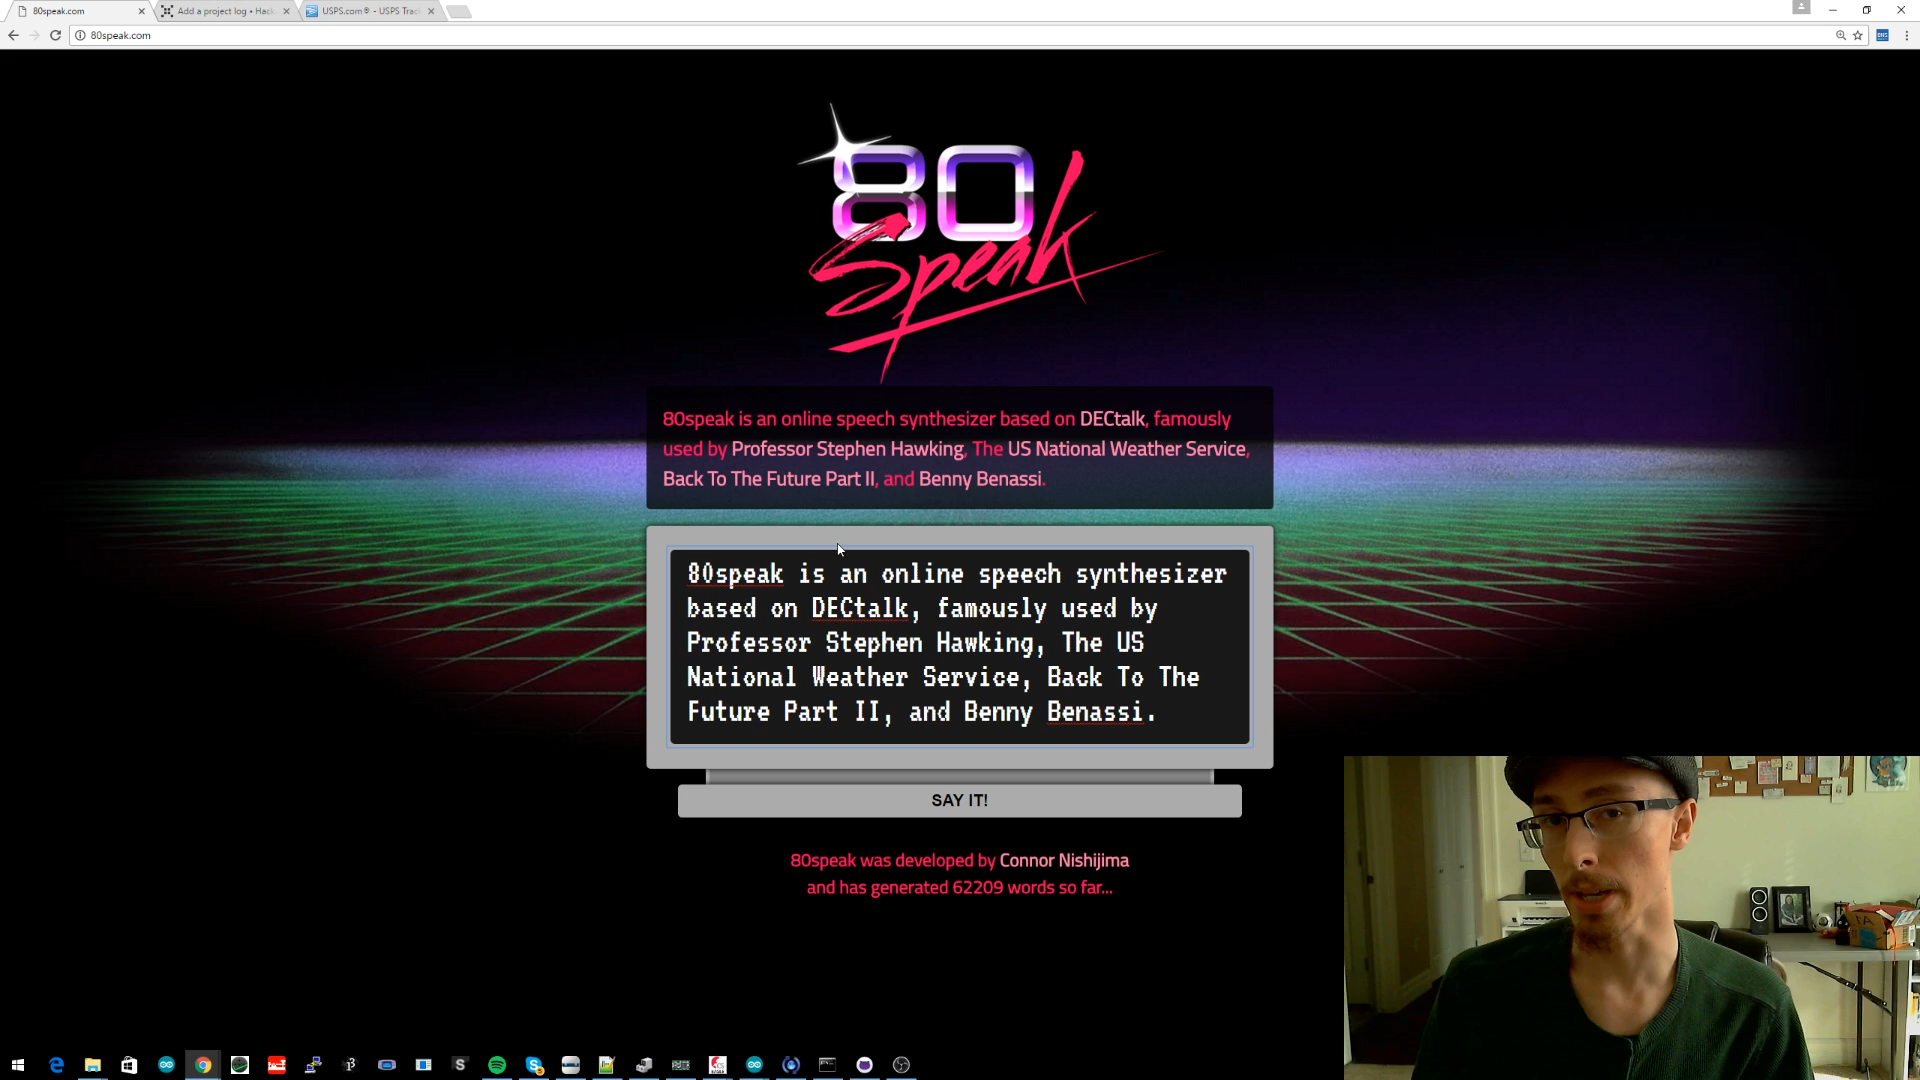 80speak.com
Add a project log • Hack
USPS.com® - USPS Trac
80speak.com
80
Speak
80speak is an online speech synthesizer based on DECtalk, famously
used by Professor Stephen Hawking, The US National Weather Service,
Back To The Future Part II, and Benny Benassi.
80speak is an online speech synthesizer
based on DECtalk, famously used by
Professor Stephen Hawking, The US
National Weather Service, Back To The
Future Part II, and Benny Benassi.
SAY IT!
80speak was developed by Connor Nishijima
and has generated 62209 words so far...